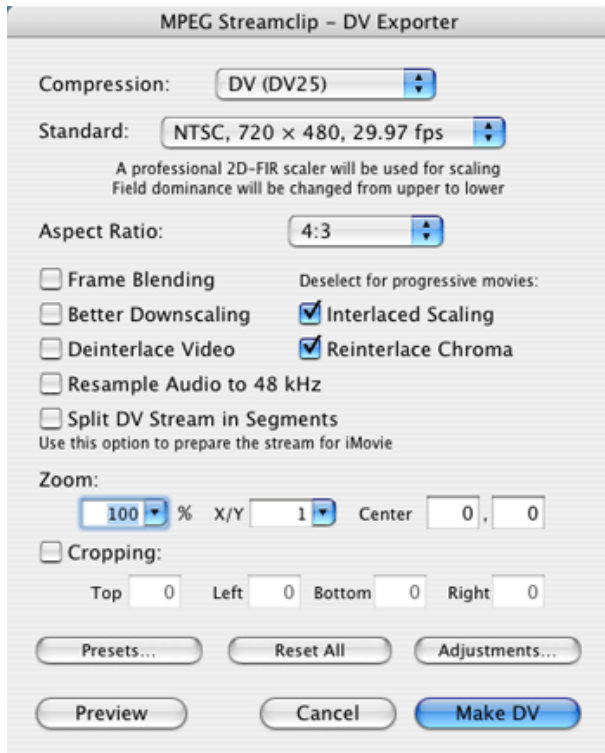 MPEG Streamclip – DV Exporter
Compression: DV (DV25)
Standard: NTSC, 720 × 480, 29.97 fps
A professional 2D-FIR scaler will be used for scaling
Field dominance will be changed from upper to lower
Aspect Ratio: 4:3
Frame Blending Deselect for progressive movies:
Better Downscaling Interlaced Scaling
Deinterlace Video Reinterlace Chroma
Resample Audio to 48 kHz
Split DV Stream in Segments
Use this option to prepare the stream for iMovie
Zoom:
100 % X/Y 1 Center 0 , 0
Cropping:
Top 0 Left 0 Bottom 0 Right 0
Presets... Reset All Adjustments...
Preview Cancel Make DV